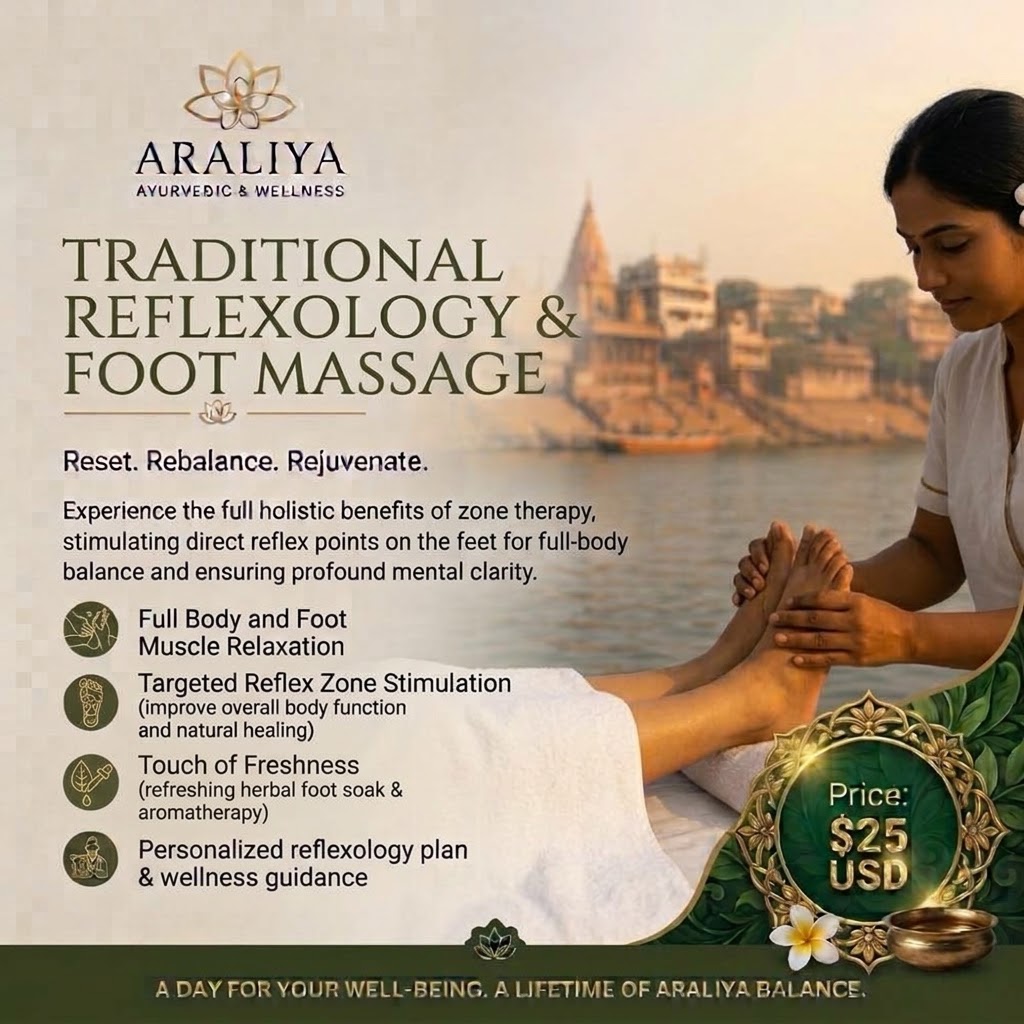 ARALIYA
AYURVEDIC & WELLNESS
TRADITIONAL
REFLEXOLOGY &
FOOT MASSAGE
Reset. Rebalance. Rejuvenate.
Experience the full holistic benefits of zone therapy,
stimulating direct reflex points on the feet for full-body
balance and ensuring profound mental clarity.
Full Body and Foot
Muscle Relaxation
Targeted Reflex Zone Stimulation
(improve overall body function
and natural healing)
Touch of Freshness
(refreshing herbal foot soak &
aromatherapy)
Personalized reflexology plan
& wellness guidance
Price:
$25
USD
A DAY FOR YOUR WELL-BEING. A LIFETIME OF ARALIYA BALANCE.